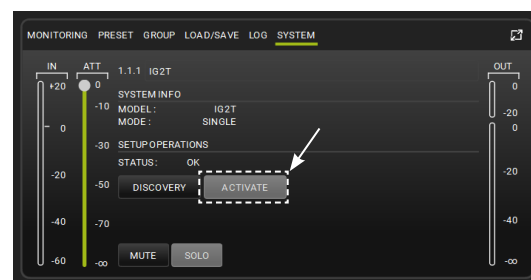 MONITORING PRESET GROUP LOAD/SAVE LOG SYSTEM
IN ATT 1.1.1 IG2T OUT
+20 0 0
SYSTEM INFO
-10 MODEL: IG2T -20
MODE: SINGLE
0 0
-30 SETUP OPERATIONS
STATUS: OK
-20 -20
-50 DISCOVERY ACTIVATE
-40 -70 -40
MUTE SOLO
-60 -∞ -∞